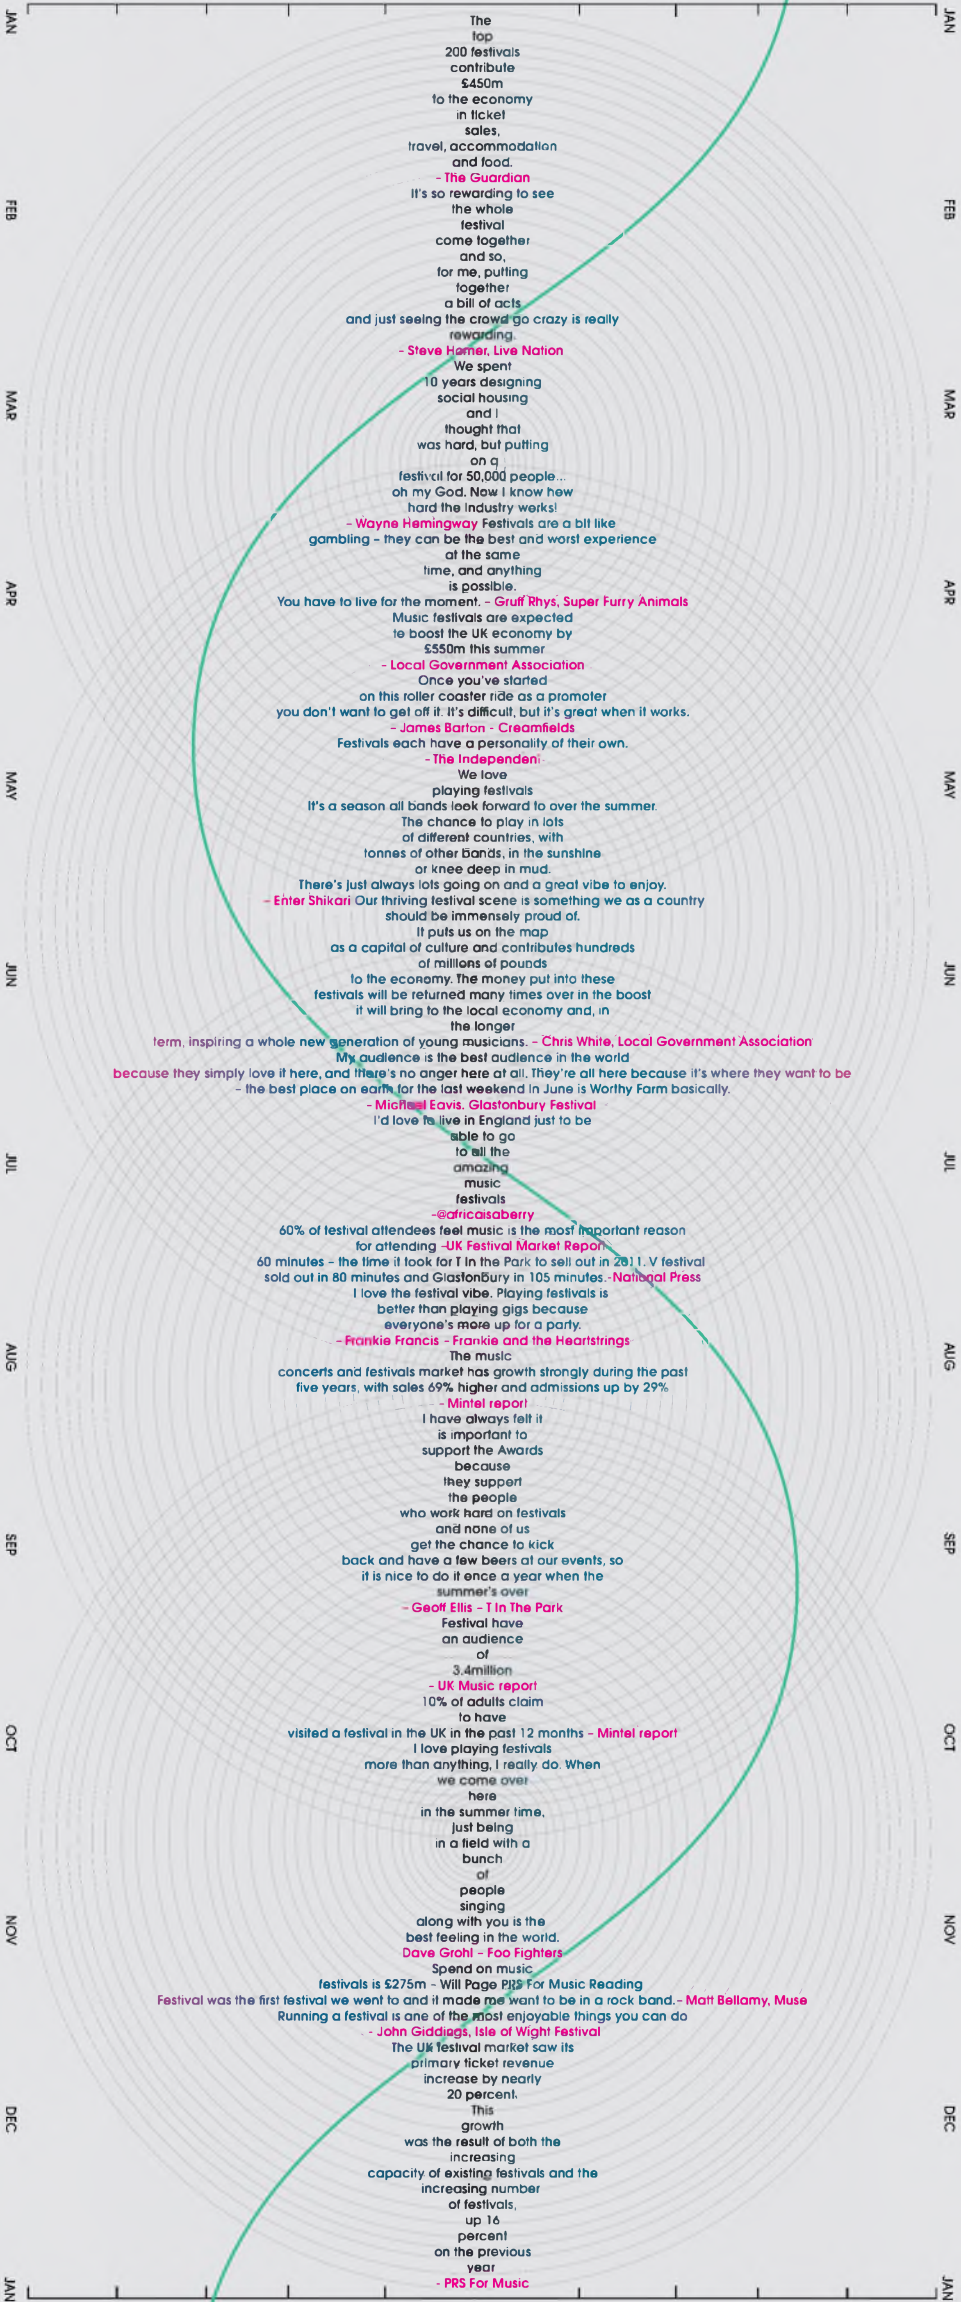 JAN
JAN
The
top
200 festivals
contribute
£450m
to the economy
in ticket
sales,
travel, accommodation
and food.
- The Guardian
It's so rewarding to see
FEB
FEB
the whole
festival
come together
and so,
for me, putting
together
a bill of acts
and just seeing the crowd go crazy is really
rewarding.
- Steve Homer, Live Nation
We spent
10 years designing
MAR
MAR
social housing
and I
thought that
was hard, but putting
on a
festival for 50,000 people...
oh my God. Now I know how
hard the industry works!
- Wayne Hemingway Festivals are a bit like
gambling - they can be the best and worst experience
at the same
time, and anything
is possible.
APR
APR
You have to live for the moment. - Gruff Rhys, Super Furry Animals
Music festivals are expected
to boost the UK economy by
£550m this summer
- Local Government Association
Once you've started
on this roller coaster ride as a promoter
you don't want to get off it. It's difficult, but it's great when it works.
- James Barton - Creamfields
Festivals each have a personality of their own.
- The Independent
We love
MAY
MAY
playing festivals
It's a season all bands look forward to over the summer.
The chance to play in lots
of different countries, with
tonnes of other bands, in the sunshine
or knee deep in mud.
There's just always lots going on and a great vibe to enjoy.
- Enter Shikari Our thriving festival scene is something we as a country
should be immensely proud of.
It puts us on the map
as a capital of culture and contributes hundreds
of millions of pounds
JUN
JUN
to the economy. The money put into these
festivals will be returned many times over in the boost
it will bring to the local economy and, in
the longer
term, inspiring a whole new generation of young musicians. - Chris White, Local Government Association
My audience is the best audience in the world
because they simply love it here, and there's no anger here at all. They're all here because it's where they want to be
- the best place on earth for the last weekend in June is Worthy Farm basically.
- Michael Eavis. Glastonbury Festival
I'd love to live in England just to be
able to go
to all the
JUL
JUL
amazing
music
festivals
-@africaisaberry
60% of festival attendees feel music is the most important reason
for attending -UK Festival Market Report
60 minutes - the time it took for T In the Park to sell out in 2011. V festival
sold out in 80 minutes and Glastonbury in 105 minutes.- National Press
I love the festival vibe. Playing festivals is
better than playing gigs because
everyone's more up for a party.
- Frankie Francis - Frankie and the Heartstrings
AUG
AUG
The music
concerts and festivals market has growth strongly during the past
five years, with sales 69% higher and admissions up by 29%
- Mintel report
I have always felt it
is important to
support the Awards
because
they support
the people
who work hard on festivals
and none of us
SEP
SEP
get the chance to kick
back and have a few beers at our events, so
it is nice to do it once a year when the
summer's over
- Geoff Ellis - T In The Park
Festival have
an audience
of
3.4million
- UK Music report
10% of adults claim
to have
OCT
OCT
visited a festival in the UK in the past 12 months - Mintel report
I love playing festivals
more than anything, I really do. When
we come over
here
in the summer time,
just being
in a field with a
bunch
of
people
singing
along with you is the
NOV
NOV
best feeling in the world.
Dave Grohl - Foo Fighters
Spend on music
festivals is £275m - Will Page PRS For Music Reading
Festival was the first festival we went to and it made me want to be in a rock band.- Matt Bellamy, Muse
Running a festival is one of the most enjoyable things you can do
- John Giddings, Isle of Wight Festival
The UK festival market saw its
primary ticket revenue
increase by nearly
20 percent.
This
DEC
DEC
growth
was the result of both the
increasing
capacity of existing festivals and the
increasing number
of festivals,
up 16
percent
on the previous
year
- PRS For Music
JAN
JAN